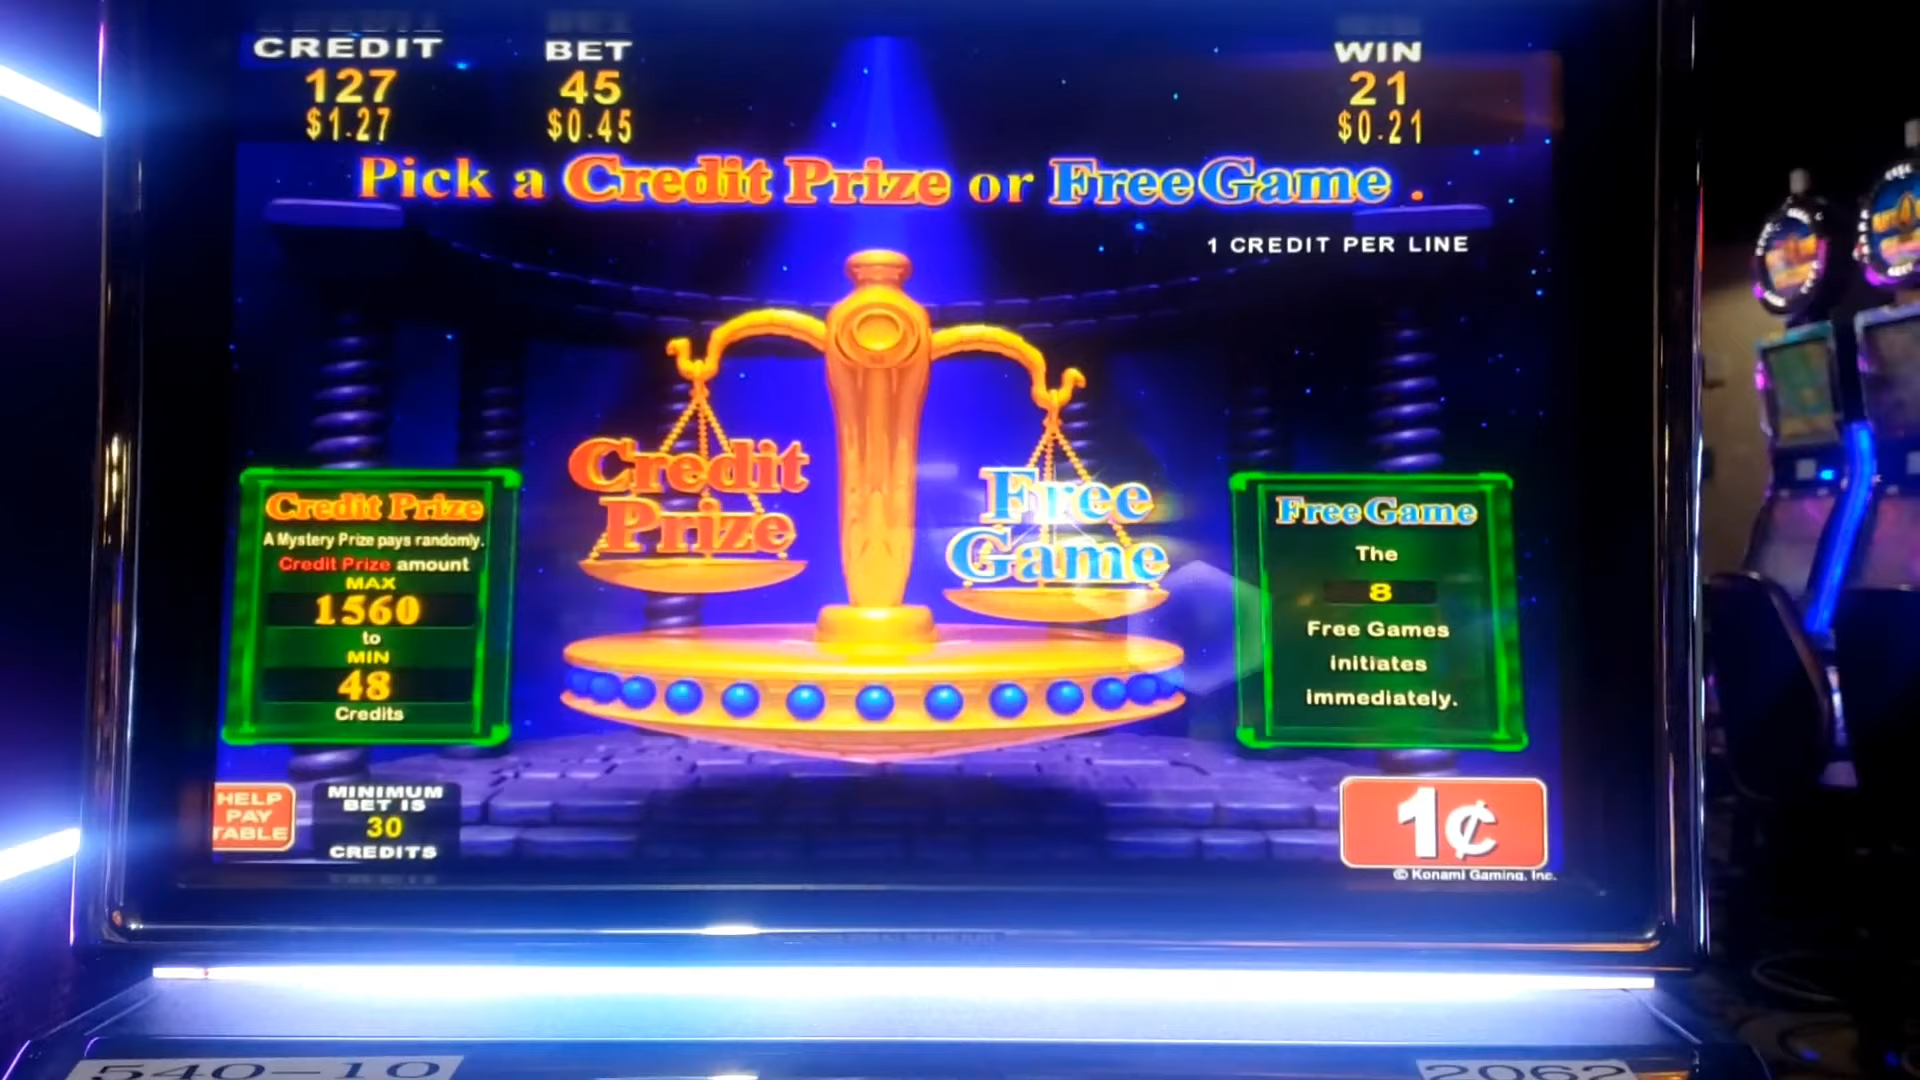 CREDIT
127
$1.27
BET
45
$0.45
WIN
21
$0.21
Pick a Credit Prize or Free Game .
1 CREDIT PER LINE
Credit
Prize
Free
Game
Credit Prize
A Mystery Prize pays randomly.
Credit Prize amount
MAX
1560
to
MIN
48
Credits
Free Game
The
8
Free Games
initiates
immediately.
HELP
PAY
TABLE
MINIMUM
BET IS
30
CREDITS
1¢
© Konami Gaming, Inc.
540-10
2062